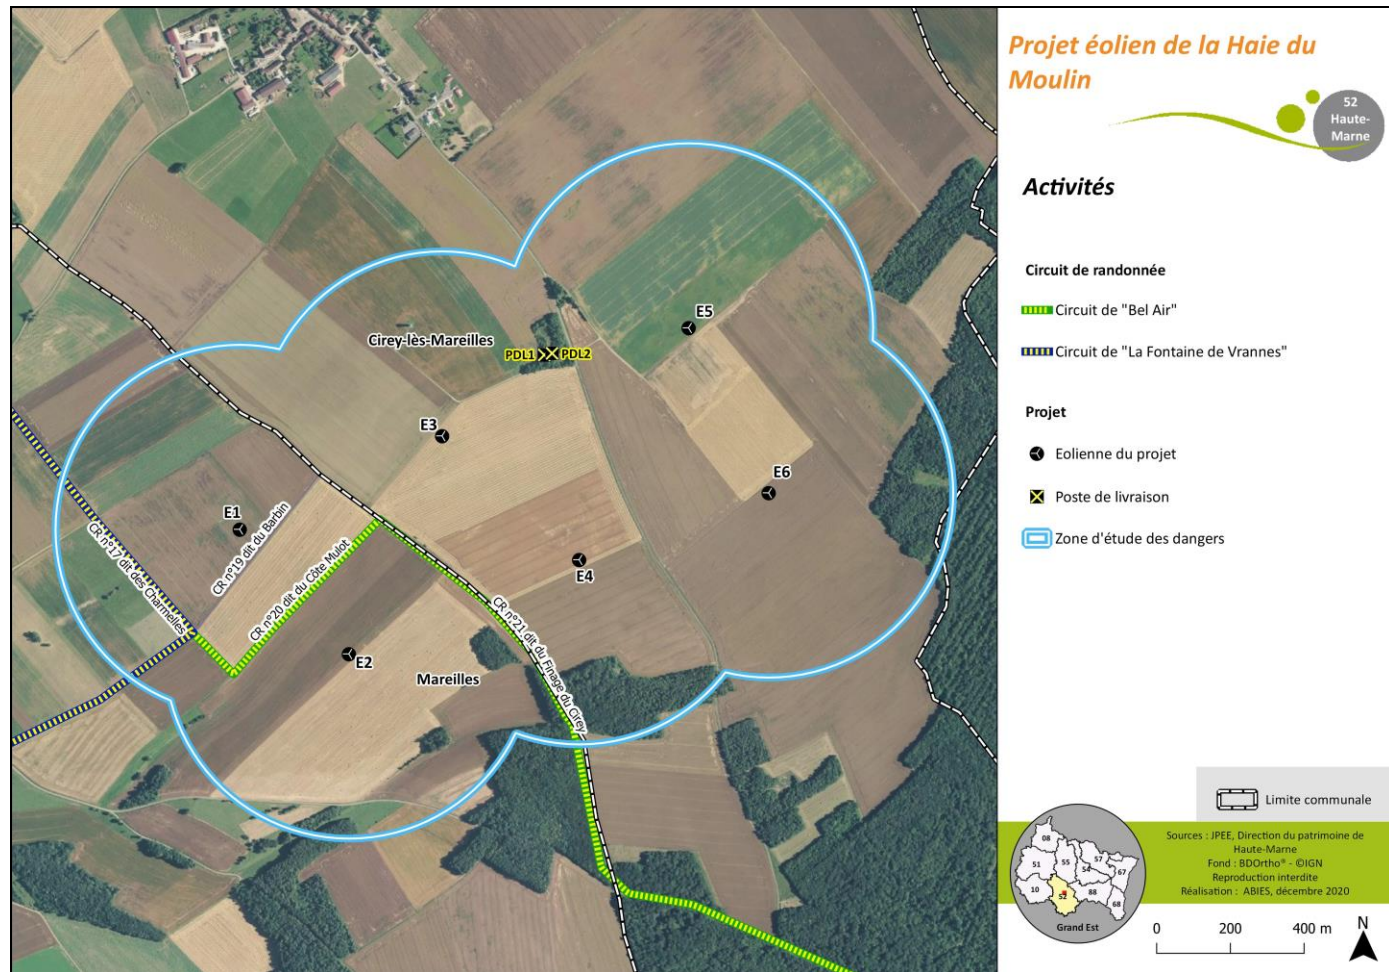 Projet éolien de la Haie du
Moulin
52
Haute-
Marne
Activités
Circuit de randonnée
Circuit de "Bel Air"
Circuit de "La Fontaine de Vrannes"
Projet
Eolienne du projet
Poste de livraison
Zone d'étude des dangers
Limite communale
Sources : JPEE, Direction du patrimoine de
Haute-Marne
Fond : BDOrtho® - ©IGN
Reproduction interdite
Réalisation : ABIES, décembre 2020
08
51
55
57
54
67
10
52
88
68
Grand Est
0 200 400 m
N
E5
Cirey-lès-Mareilles
PDL1
PDL2
E3
E6
E1
CR n°19 dit du Barbin
CR n°17 dit des Charmelles
CR n°20 dit du Côte Mulot
E4
CR n°21 dit du Finage du Cirey
E2
Mareilles